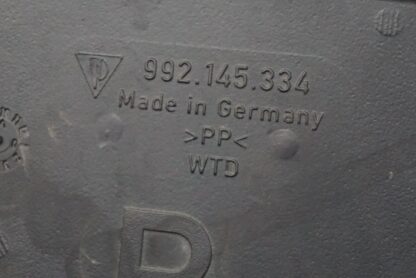 992.145.334
Made in Germany
>PP<
WTD
R